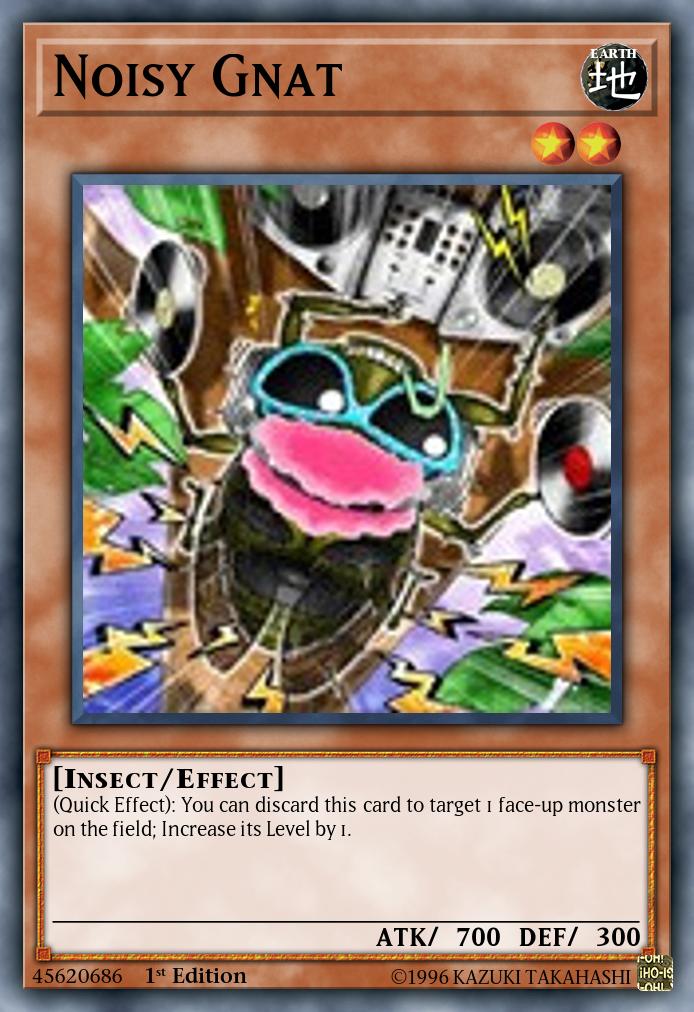 Noisy Gnat
EARTH
地
[Insect/Effect]
(Quick Effect): You can discard this card to target 1 face-up monster
on the field; Increase its Level by 1.
ATK/ 700 DEF/ 300
45620686 1st Edition ©1996 KAZUKI TAKAHASHI